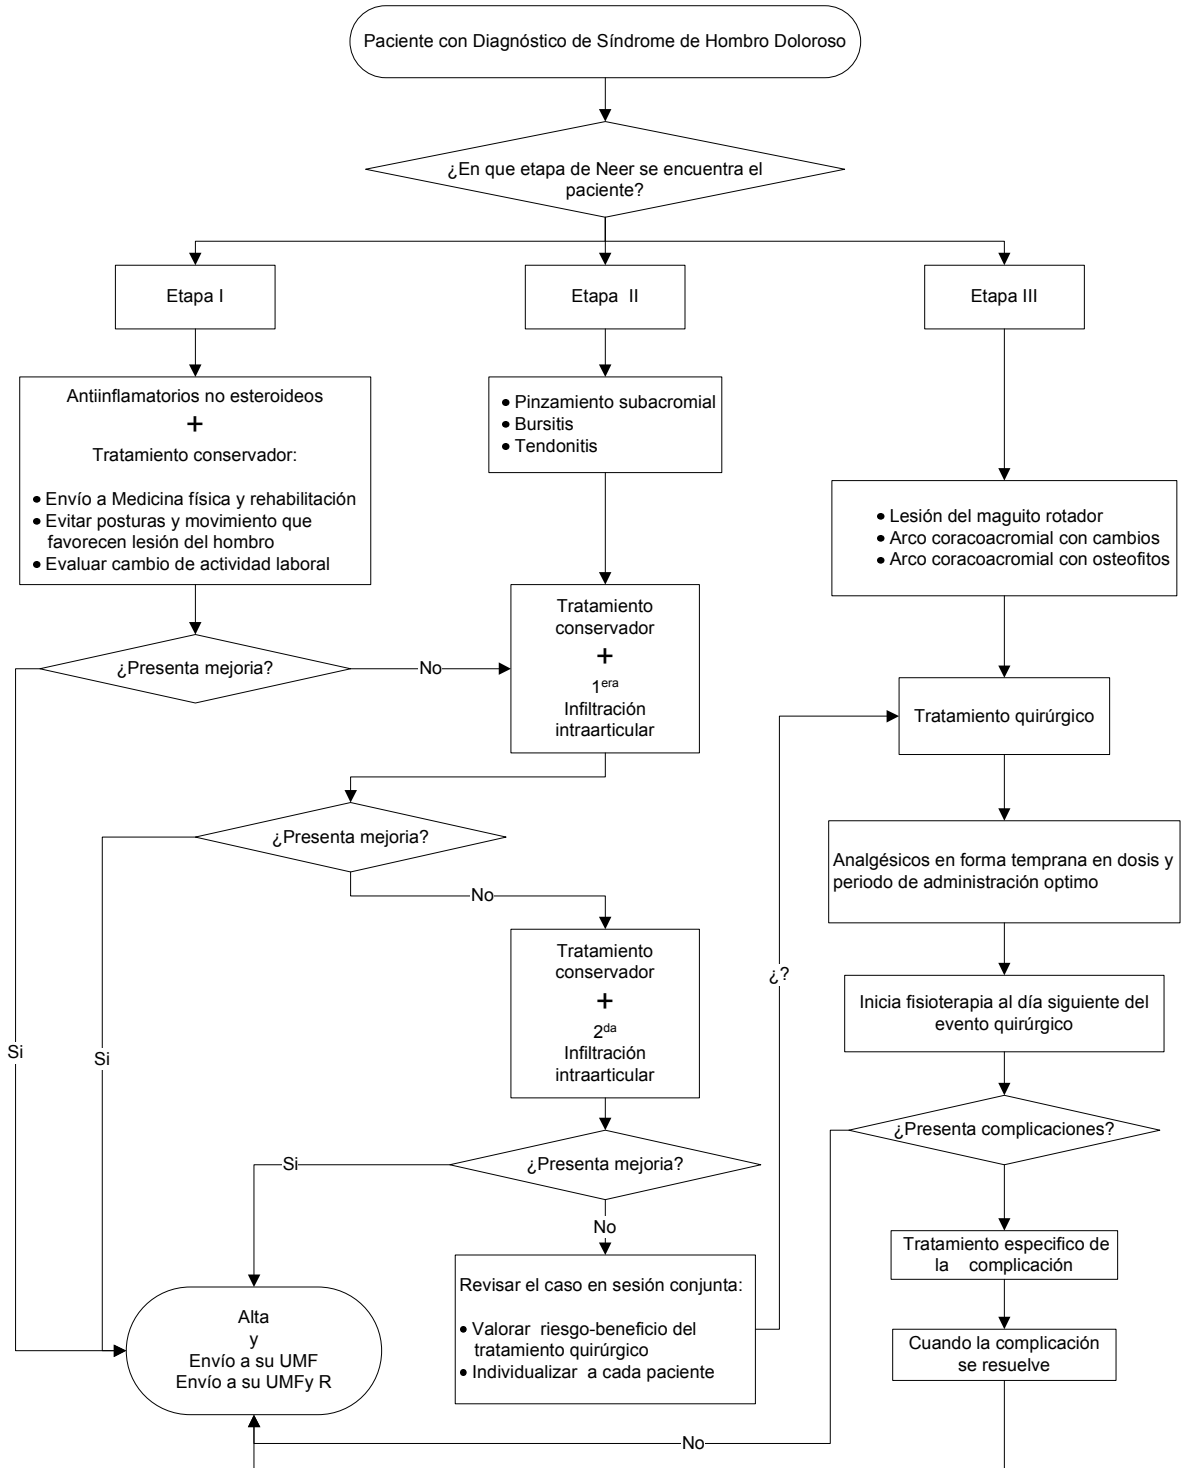 Paciente con Diagnóstico de Síndrome de Hombro Doloroso
¿En que etapa de Neer se encuentra el
paciente?
Etapa I
Etapa II
Etapa III
Antiinflamatorios no esteroideos
+
Tratamiento conservador:
• Envío a Medicina física y rehabilitación
• Evitar posturas y movimiento que
favorecen lesión del hombro
• Evaluar cambio de actividad laboral
• Pinzamiento subacromial
• Bursitis
• Tendonitis
• Lesión del maguito rotador
• Arco coracoacromial con cambios
• Arco coracoacromial con osteofitos
¿Presenta mejoria?
No
Tratamiento
conservador
+
1era
Infiltración
intraarticular
Tratamiento quirúrgico
¿Presenta mejoria?
No
Analgésicos en forma temprana en dosis y
periodo de administración optimo
Tratamiento
conservador
+
2da
Infiltración
intraarticular
¿?
Inicia fisioterapia al día siguiente del
evento quirúrgico
Si
Si
¿Presenta complicaciones?
Si
¿Presenta mejoria?
No
Tratamiento especifico de
la complicación
Revisar el caso en sesión conjunta:
• Valorar riesgo-beneficio del
tratamiento quirúrgico
• Individualizar a cada paciente
Alta
y
Envío a su UMF
Envío a su UMFy R
Cuando la complicación
se resuelve
No